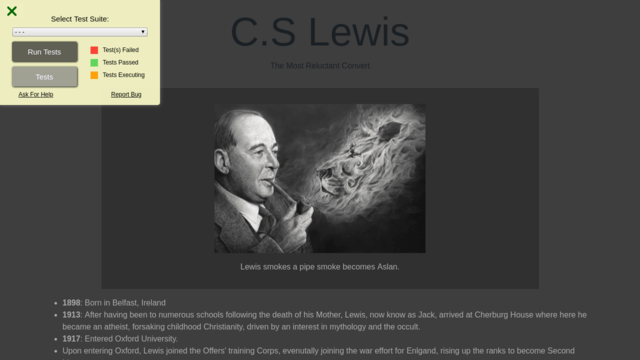 Select Test Suite:
- - -
Run Tests
Tests
Test(s) Failed
Tests Passed
Tests Executing
Ask For Help
Report Bug
C.S Lewis
The Most Reluctant Convert
Lewis smokes a pipe smoke becomes Aslan.
1898: Born in Belfast, Ireland
1913: After having been to numerous schools following the death of his Mother, Lewis, now know as Jack, arrived at Cherburg House where here he
became an atheist, forsaking childhood Christianity, driven by an interest in mythology and the occult.
1917: Entered Oxford University.
Upon entering Oxford, Lewis joined the Offers' training Corps, evenutally joining the war effort for Enlgand, rising up the ranks to become Second